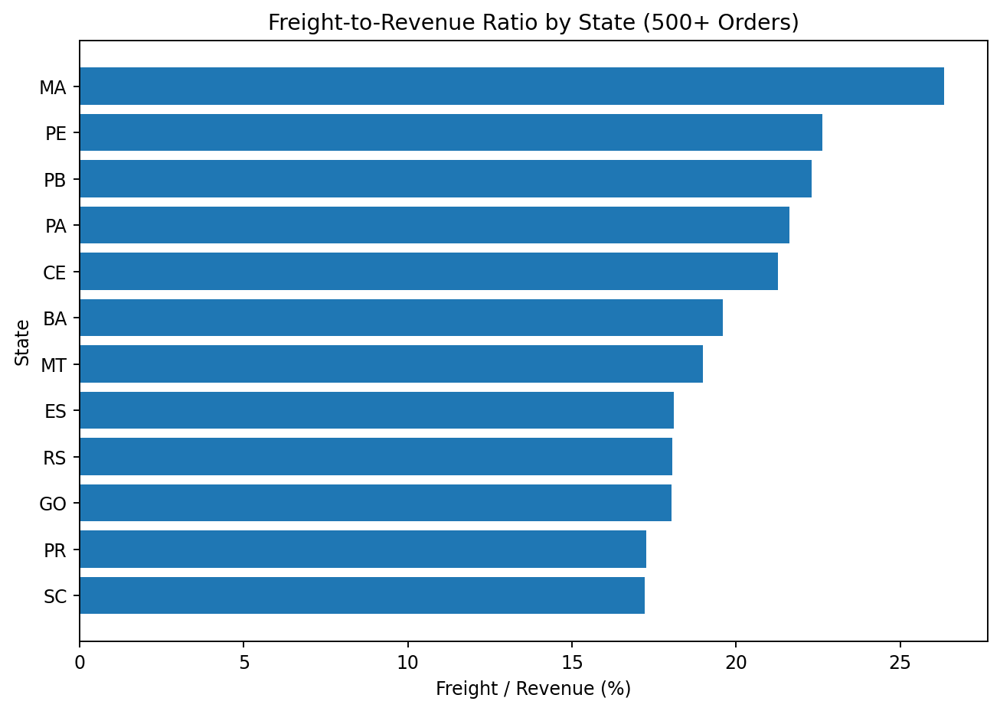 Freight-to-Revenue Ratio by State (500+ Orders)
State
MA
PE
PB
PA
CE
BA
MT
ES
RS
GO
PR
SC
0 5 10 15 20 25
Freight / Revenue (%)